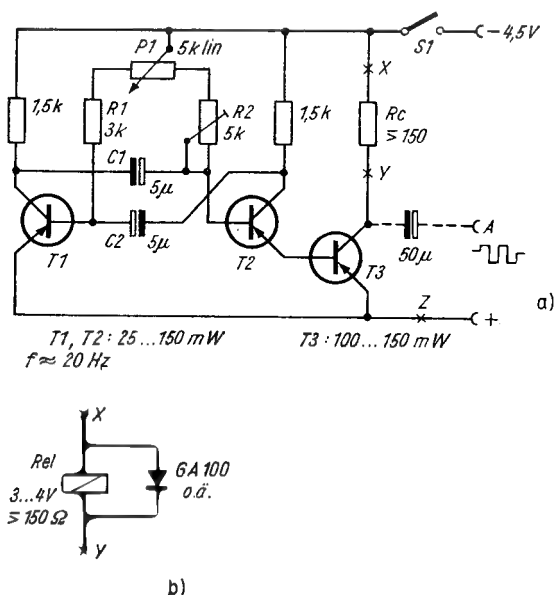 P1
5k lin
S1
−4,5V
X
1,5k
R1
3k
R2
5k
1,5k
Rc
≦ 150
C1
5µ
Y
C2
5µ
A
50µ
T1
T2
T3
Z
a)
+
T1, T2 : 25 ... 150 mW
T3 : 100 ... 150 mW
f ≈ 20 Hz
X
Rel
GA 100
3...4V
o.ä.
≦ 150 Ω
Y
b)